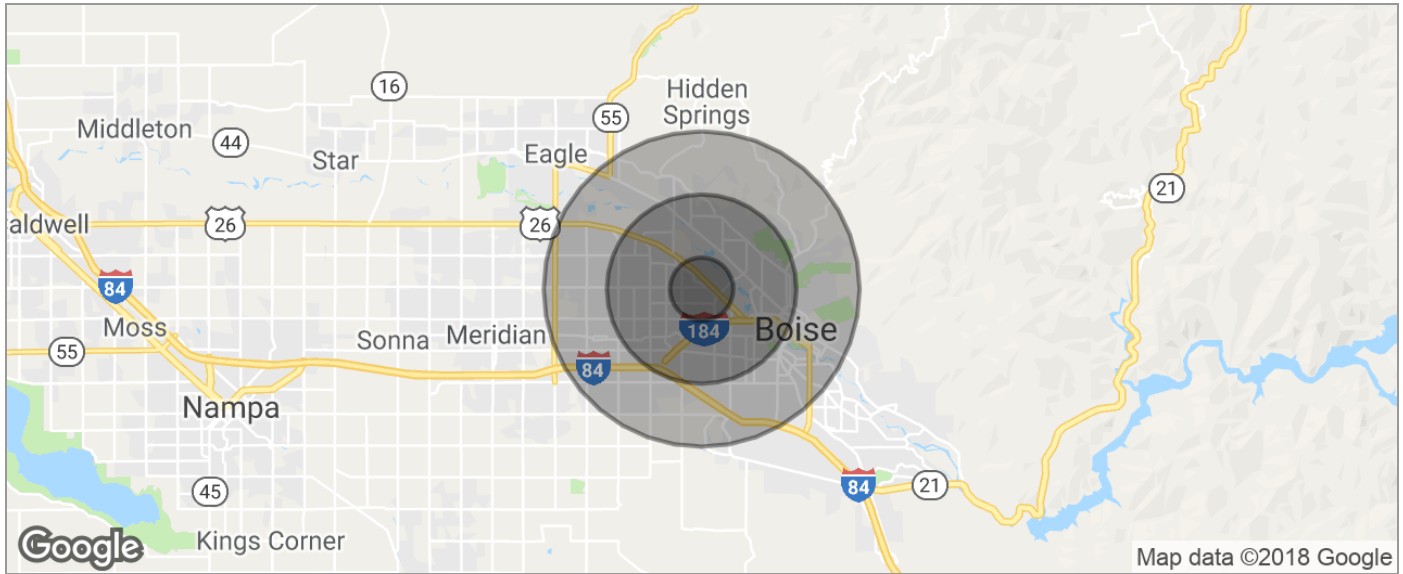 Hidden
Springs
16
55
Middleton
44
Star
Eagle
21
aldwell
26
26
84
Moss
55
Sonna
Meridian
184
Boise
84
Nampa
45
84
21
Kings Corner
Google
Map data ©2018 Google